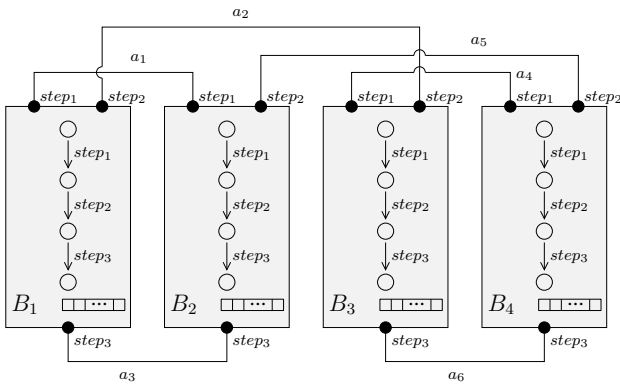 a₂
a₁ a₅
a₄
step₁ step₂ step₁ step₂ step₁ step₂ step₁ step₂
step₁ step₁ step₁ step₁
step₂ step₂ step₂ step₂
step₃ step₃ step₃ step₃
B₁ ... B₂ ... B₃ ... B₄ ...
step₃ step₃ step₃ step₃
a₃ a₆